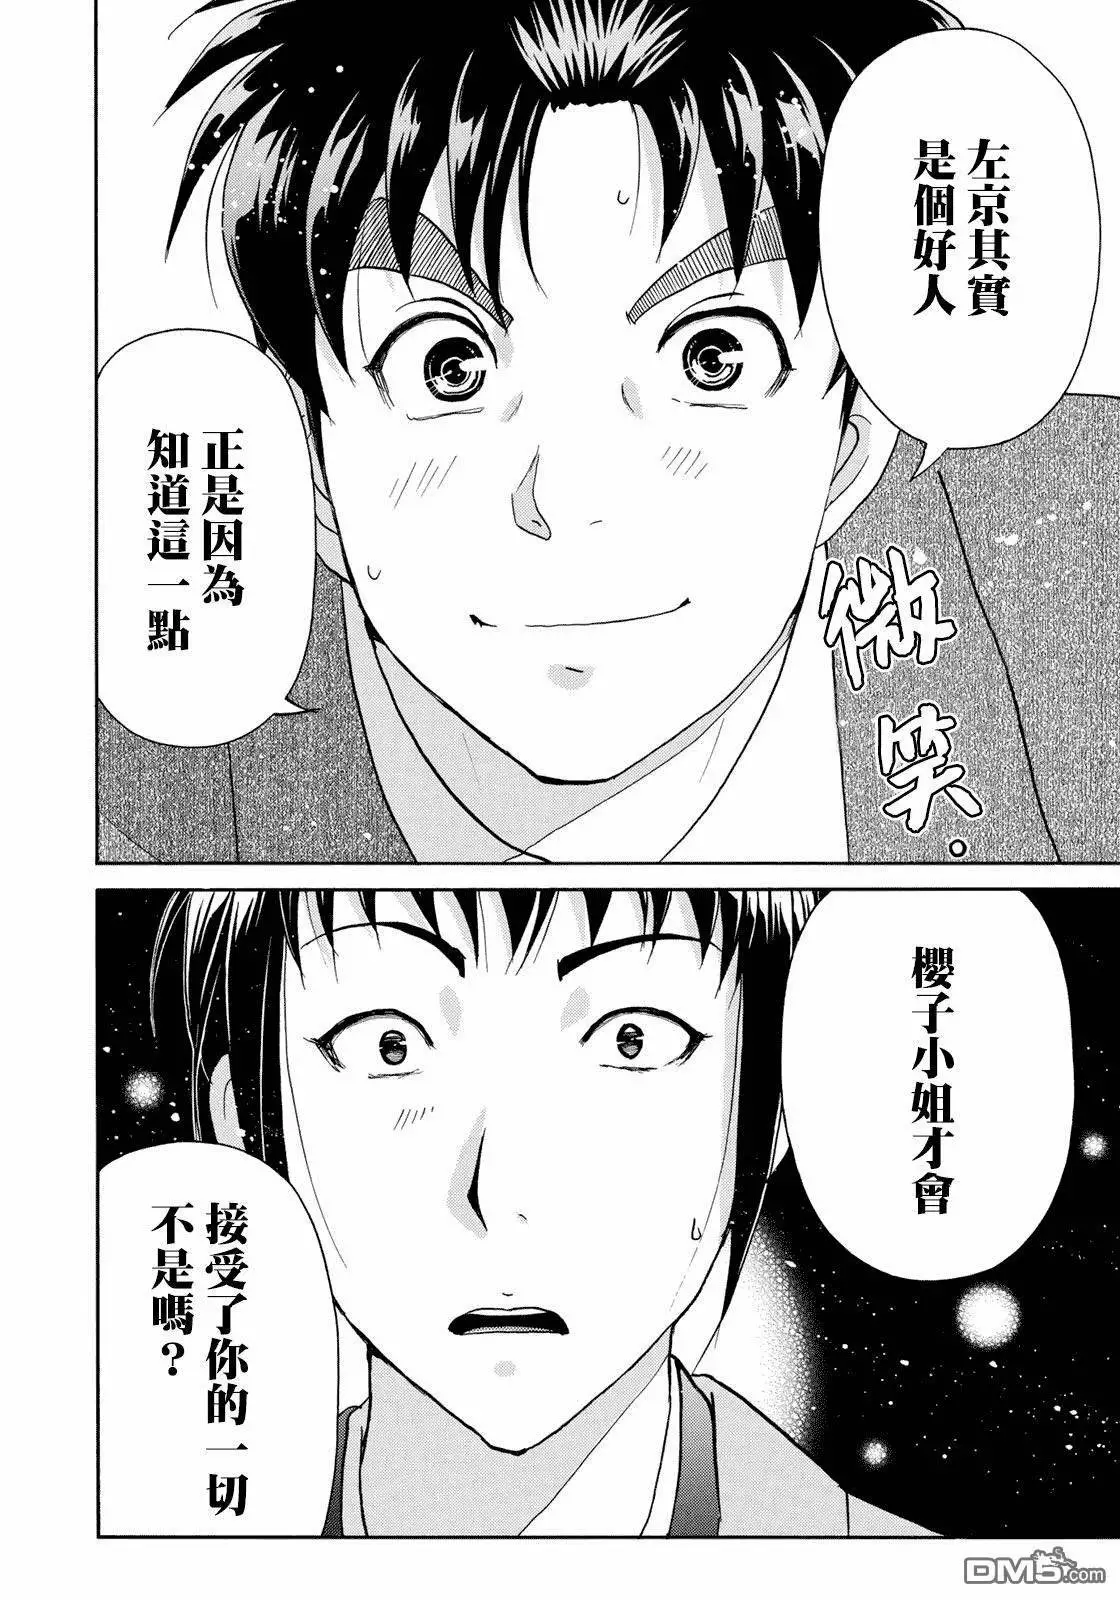 左京其實
是個好人
正是因為
知道這一點
微笑。
櫻子小姐才會
接受了你的一切
不是嗎？
DM5.com